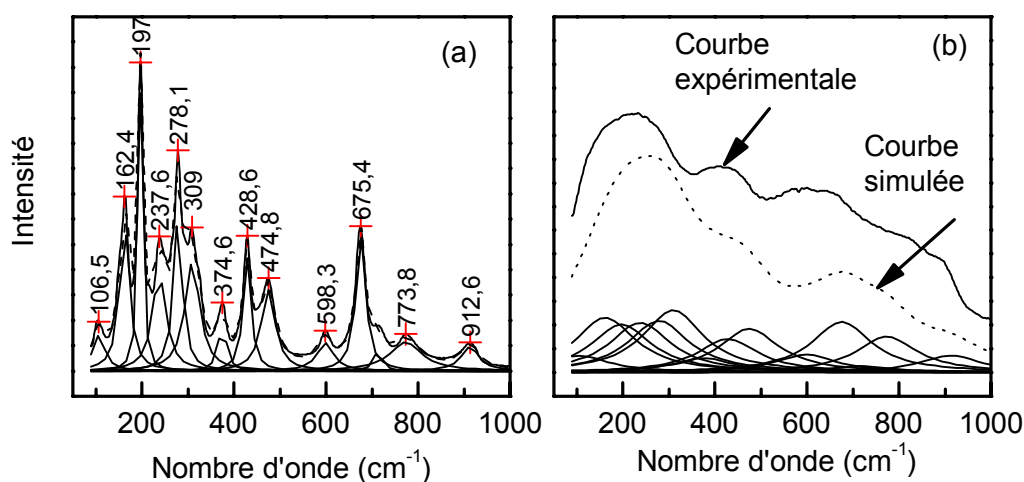 (a)
Intensité
106,5
162,4
197
237,6
278,1
309
374,6
428,6
474,8
598,3
675,4
773,8
912,6
200 400 600 800 1000
Nombre d'onde (cm-1)
(b)
Courbe
expérimentale
Courbe
simulée
200 400 600 800 1000
Nombre d'onde (cm-1)